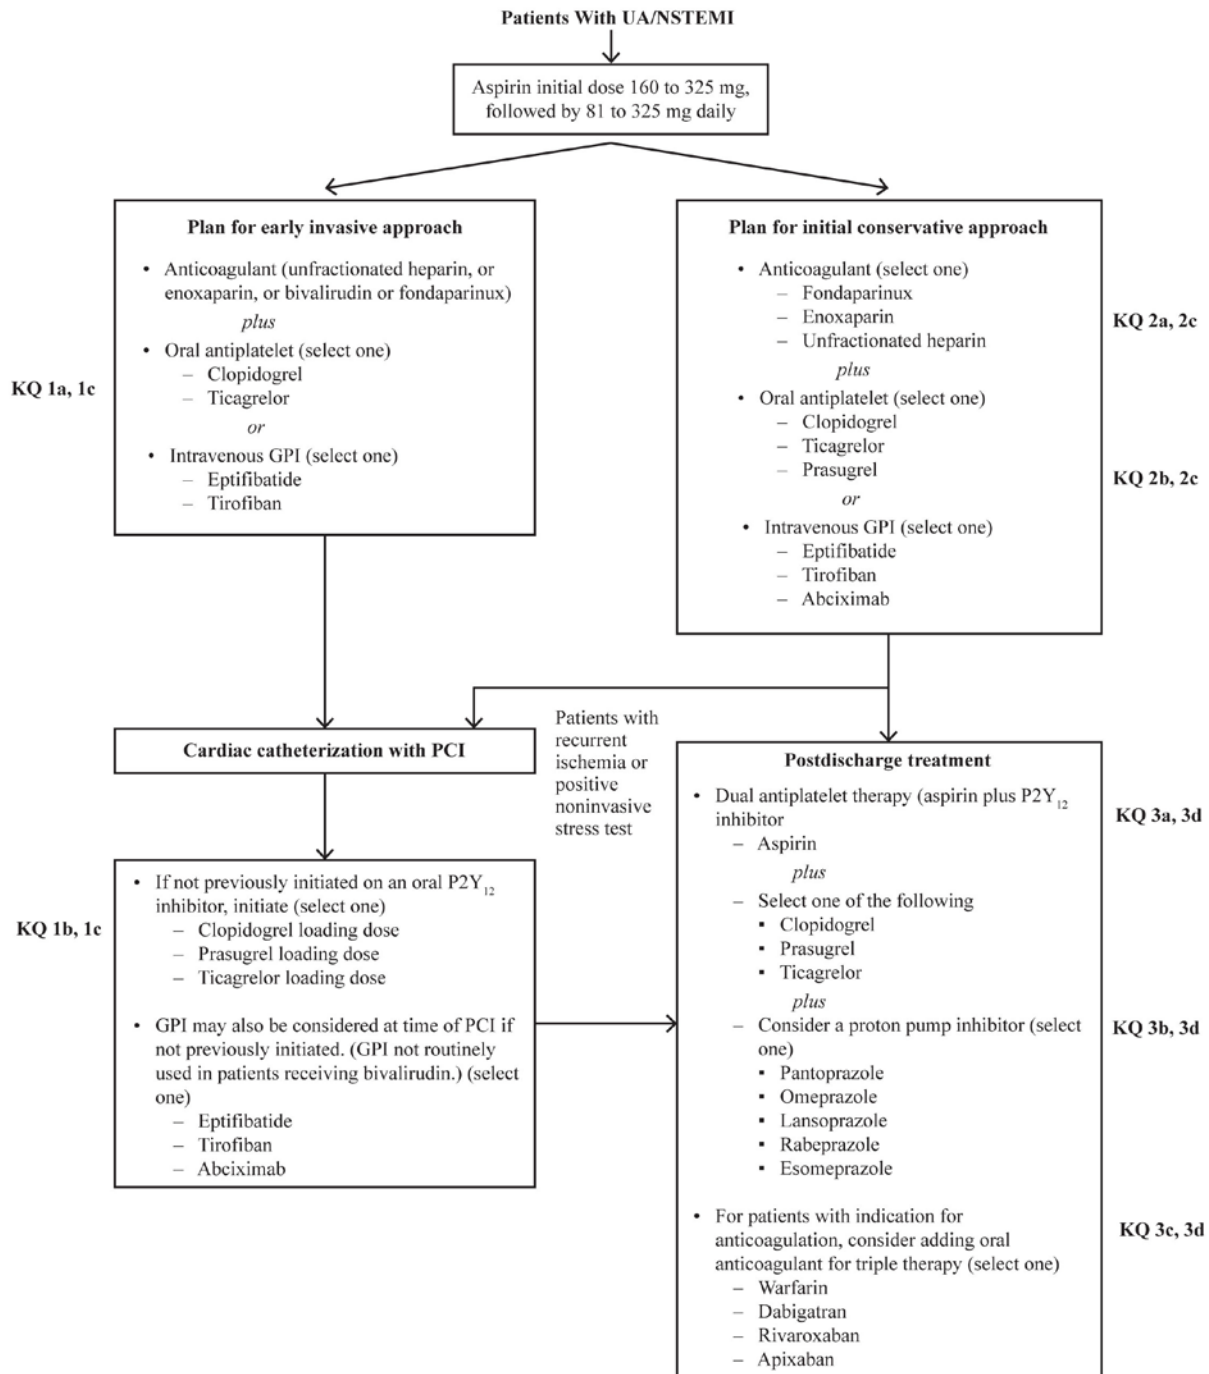 Patients With UA/NSTEMI
Aspirin initial dose 160 to 325 mg,
followed by 81 to 325 mg daily
Plan for early invasive approach
• Anticoagulant (unfractionated heparin, or
enoxaparin, or bivalirudin or fondaparinux)
plus
• Oral antiplatelet (select one)
– Clopidogrel
– Ticagrelor
or
• Intravenous GPI (select one)
– Eptifibatide
– Tirofiban
KQ 1a, 1c
Plan for initial conservative approach
• Anticoagulant (select one)
– Fondaparinux
– Enoxaparin
– Unfractionated heparin
plus
• Oral antiplatelet (select one)
– Clopidogrel
– Ticagrelor
– Prasugrel
or
• Intravenous GPI (select one)
– Eptifibatide
– Tirofiban
– Abciximab
KQ 2a, 2c
KQ 2b, 2c
Cardiac catheterization with PCI
Patients with
recurrent
ischemia or
positive
noninvasive
stress test
• If not previously initiated on an oral P2Y12
inhibitor, initiate (select one)
– Clopidogrel loading dose
– Prasugrel loading dose
– Ticagrelor loading dose
• GPI may also be considered at time of PCI if
not previously initiated. (GPI not routinely
used in patients receiving bivalirudin.) (select
one)
– Eptifibatide
– Tirofiban
– Abciximab
KQ 1b, 1c
Postdischarge treatment
• Dual antiplatelet therapy (aspirin plus P2Y12
inhibitor
– Aspirin
plus
– Select one of the following
▪ Clopidogrel
▪ Prasugrel
▪ Ticagrelor
plus
– Consider a proton pump inhibitor (select
one)
▪ Pantoprazole
▪ Omeprazole
▪ Lansoprazole
▪ Rabeprazole
▪ Esomeprazole
• For patients with indication for
anticoagulation, consider adding oral
anticoagulant for triple therapy (select one)
– Warfarin
– Dabigatran
– Rivaroxaban
– Apixaban
KQ 3a, 3d
KQ 3b, 3d
KQ 3c, 3d